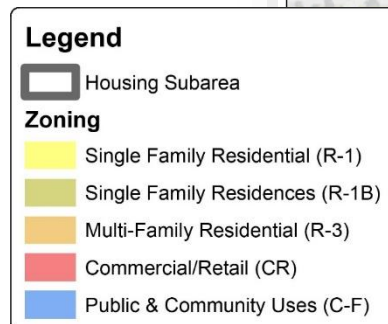 Legend
Housing Subarea
Zoning
Single Family Residential (R-1)
Single Family Residences (R-1B)
Multi-Family Residential (R-3)
Commercial/Retail (CR)
Public & Community Uses (C-F)